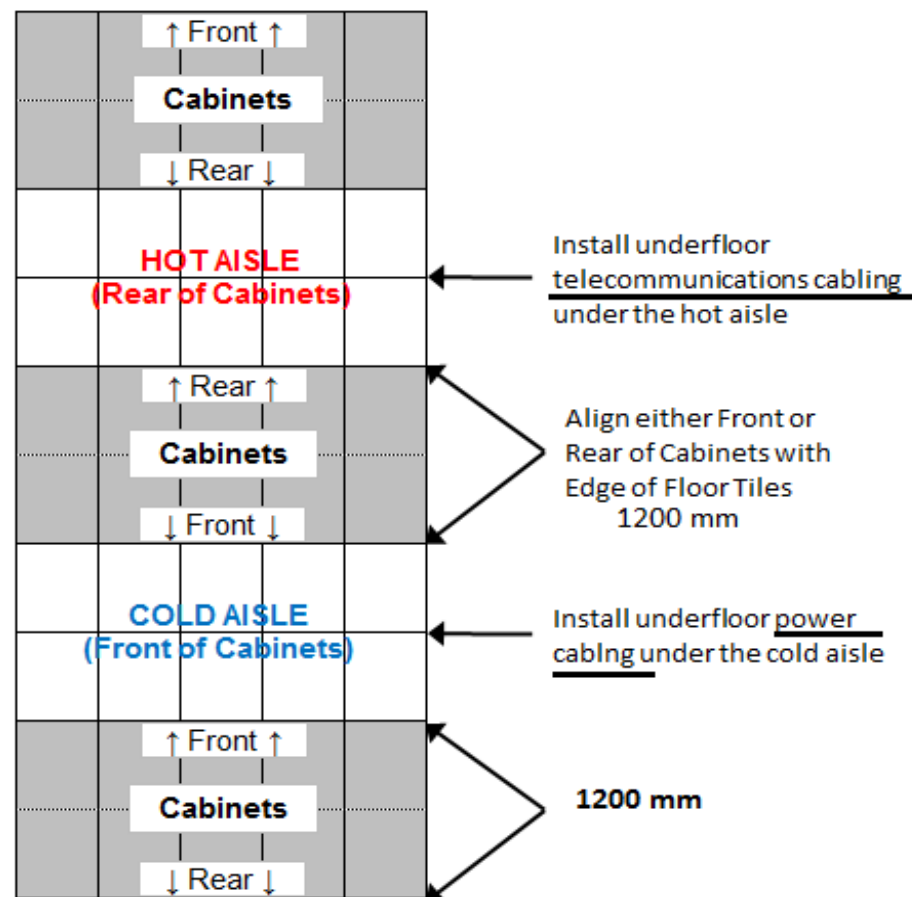 ↑ Front ↑
Cabinets
↓ Rear ↓
HOT AISLE
(Rear of Cabinets)
Install underfloor
telecommunications cabling
under the hot aisle
↑ Rear ↑
Cabinets
↓ Front ↓
Align either Front or
Rear of Cabinets with
Edge of Floor Tiles
1200 mm
COLD AISLE
(Front of Cabinets)
Install underfloor power
cablng under the cold aisle
↑ Front ↑
Cabinets
↓ Rear ↓
1200 mm